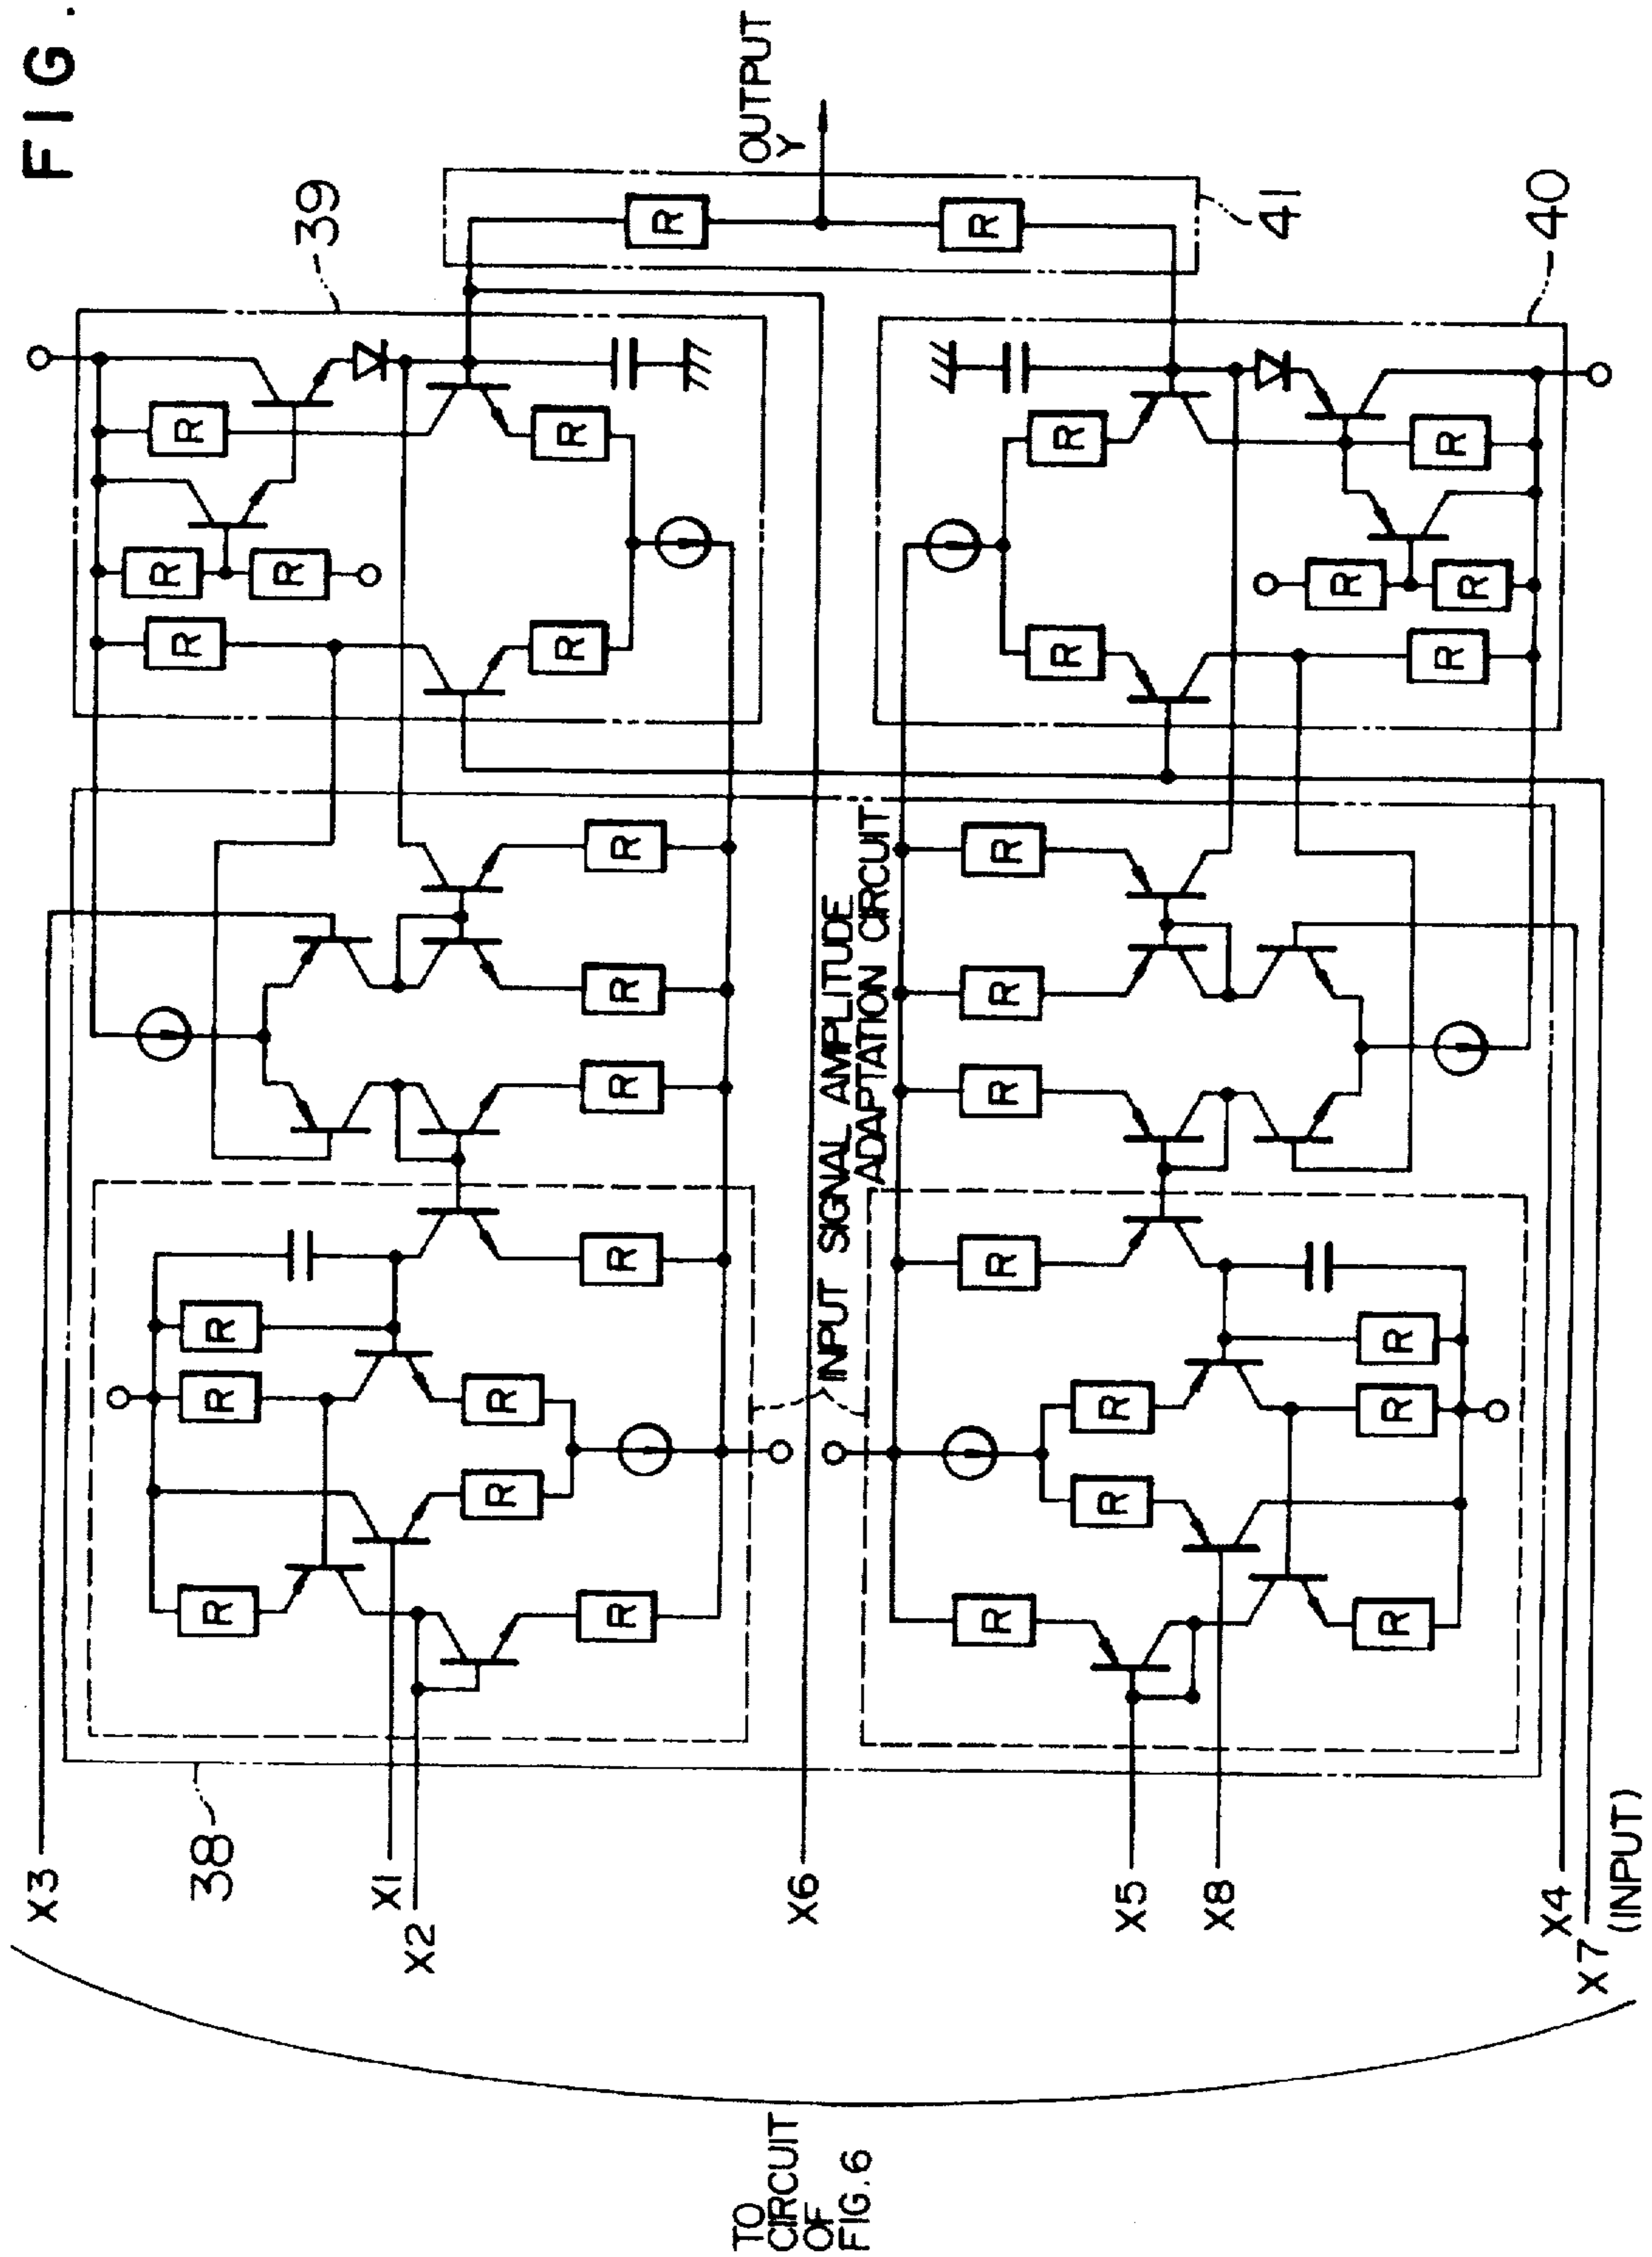 FIG.
39
R
R
R
R
R
R
OUTPUT
Y
R
R
41
40
R
R
R
R
R
R
R
R
R
R
R
R
INPUT SIGNAL AMPLITUDE
ADAPTATION CIRCUIT
R
R
R
R
R
R
R
R
R
R
R
R
R
R
38
X3
X1
X2
X6
X5
X8
X4
X7
(INPUT)
TO
CIRCUIT
OF
FIG.6